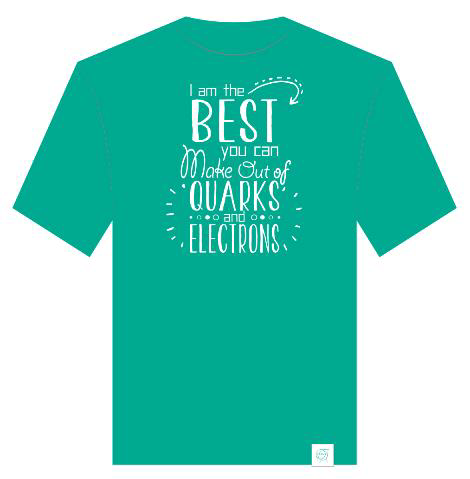 I am the
BEST
you can
Make Out of
QUARKS
and
ELECTRONS